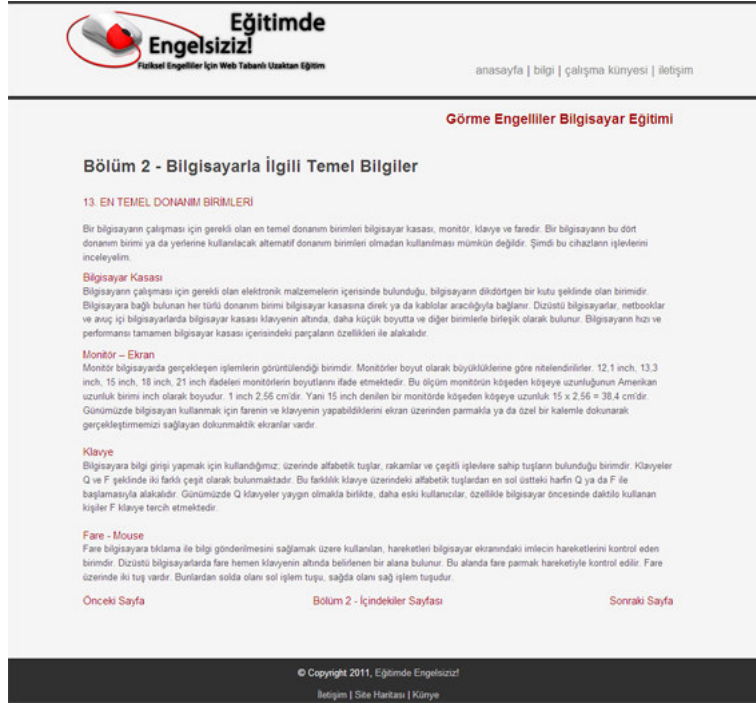 Eğitimde
Engelsiziz!
Fiziksel Engelliler İçin Web Tabanlı Uzaktan Eğitim
anasayfa | bilgi | çalışma künyesi | iletişim
Görme Engelliler Bilgisayar Eğitimi
Bölüm 2 - Bilgisayarla İlgili Temel Bilgiler
13. EN TEMEL DONANIM BİRİMLERİ
Bir bilgisayarın çalışması için gerekli olan en temel donanım birimleri bilgisayar kasası, monitör, klavye ve faredir. Bir bilgisayarın bu dört
donanım birimi ya da yerlerine kullanılacak alternatif donanım birimleri olmadan kullanılması mümkün değildir. Şimdi bu cihazların işlevlerini
inceleyelim.
Bilgisayar Kasası
Bilgisayarın çalışması için gerekli olan elektronik malzemelerin içerisinde bulunduğu, bilgisayarın dikdörtgen bir kutu şeklinde olan birimidir.
Bilgisayara bağlı bulunan her türlü donanım birimi bilgisayar kasasına direk ya da kablolar aracılığıyla bağlanır. Dizüstü bilgisayarlar, netbooklar
ve avuç içi bilgisayarlarda bilgisayar kasası klavyenin altında, daha küçük boyutta ve diğer birimlerle birleşik olarak bulunur. Bilgisayarın hızı ve
performansı tamamen bilgisayar kasası içerisindeki parçaların özellikleri ile alakalıdır.
Monitör – Ekran
Monitör bilgisayarda gerçekleşen işlemlerin görüntülendiği birimdir. Monitörler boyut olarak büyüklüklerine göre nitelendirilirler. 12,1 inch, 13,3
inch, 15 inch, 18 inch, 21 inch ifadeleri monitörlerin boyutlarını ifade etmektedir. Bu ölçüm monitörün köşeden köşeye uzunluğunun Amerikan
uzunluk birimi inch olarak boyudur. 1 inch 2,56 cm'dir. Yani 15 inch denilen bir monitörde köşeden köşeye uzunluk 15 x 2,56 = 38,4 cm'dir.
Günümüzde bilgisayarı kullanmak için farenin ve klavyenin yapabildiklerini ekran üzerinden parmakla ya da özel bir kalemle dokunarak
gerçekleştirmemizi sağlayan dokunmaktik ekranlar vardır.
Klavye
Bilgisayara bilgi girişi yapmak için kullandığımız; üzerinde alfabetik tuşlar, rakamlar ve çeşitli işlevlere sahip tuşların bulunduğu birimdir. Klavyeler
Q ve F şeklinde iki farklı çeşit olarak bulunmaktadır. Bu farklılık klavye üzerindeki alfabetik tuşlardan en sol üstteki harfin Q ya da F ile
başlamasıyla alakalıdır. Günümüzde Q klavyeler yaygın olmakla birlikte, daha eski kullanıcılar, özellikle bilgisayar öncesinde daktilo kullanan
kişiler F klavye tercih etmektedir.
Fare - Mouse
Fare bilgisayara tıklama ile bilgi gönderilmesini sağlamak üzere kullanılan, hareketleri bilgisayar ekranındaki imlecin hareketlerini kontrol eden
birimdir. Dizüstü bilgisayarlarda fare hemen klavyenin altında belirlenen bir alana bulunur. Bu alanda fare parmak hareketiyle kontrol edilir. Fare
üzerinde iki tuş vardır. Bunlardan solda olanı sol işlem tuşu, sağda olanı sağ işlem tuşudur.
Önceki Sayfa
Bölüm 2 - İçindekiler Sayfası
Sonraki Sayfa
© Copyright 2011, Eğitimde Engelsiziz!
İletişim | Site Haritası | Künye